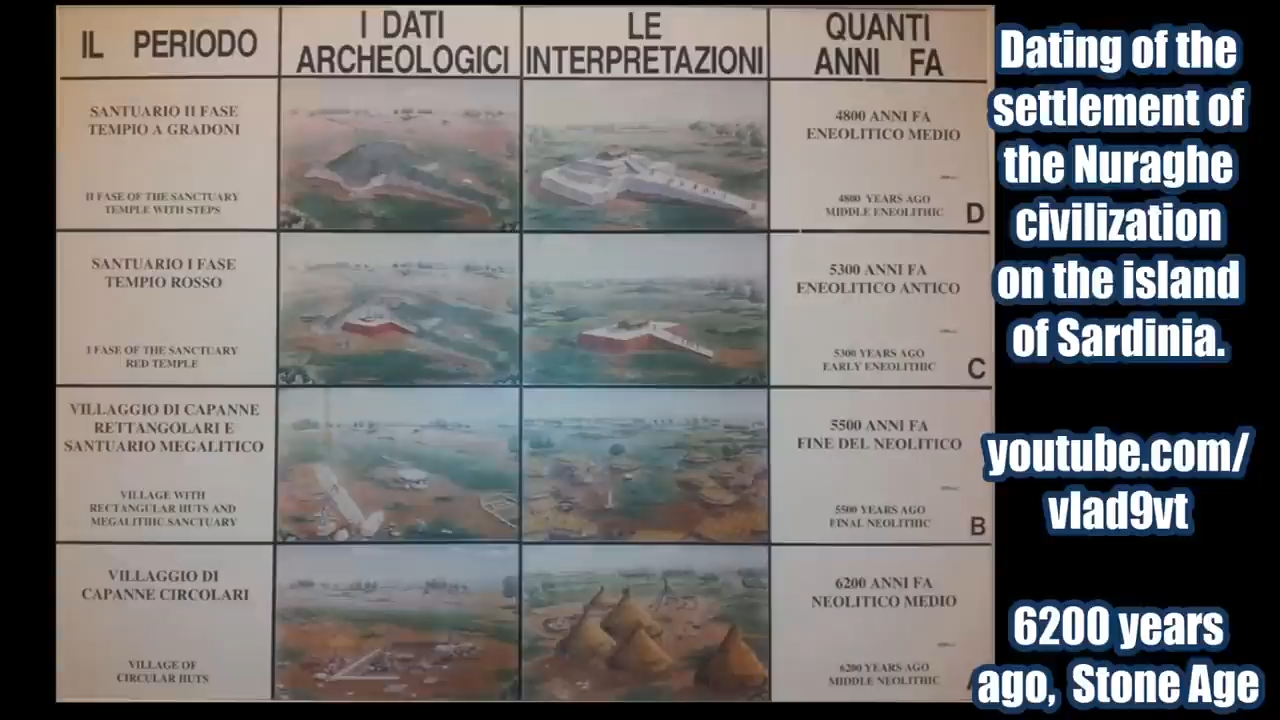 IL PERIODO
I DATI
ARCHEOLOGICI
LE
INTERPRETAZIONI
QUANTI
ANNI FA
SANTUARIO II FASE
TEMPIO A GRADONI
II FASE OF THE SANCTUARY
TEMPLE WITH STEPS
4800 ANNI FA
ENEOLITICO MEDIO
4800 YEARS AGO
MIDDLE ENEOLITHIC
D
SANTUARIO I FASE
TEMPIO ROSSO
I FASE OF THE SANCTUARY
RED TEMPLE
5300 ANNI FA
ENEOLITICO ANTICO
5300 YEARS AGO
EARLY ENEOLITHIC
C
VILLAGGIO DI CAPANNE
RETTANGOLARI E
SANTUARIO MEGALITICO
VILLAGE WITH
RECTANGULAR HUTS AND
MEGALITHIC SANCTUARY
5500 ANNI FA
FINE DEL NEOLITICO
5500 YEARS AGO
FINAL NEOLITHIC
B
VILLAGGIO DI
CAPANNE CIRCOLARI
VILLAGE OF
CIRCULAR HUTS
6200 ANNI FA
NEOLITICO MEDIO
6200 YEARS AGO
MIDDLE NEOLITHIC
Dating of the
settlement of
the Nuraghe
civilization
on the island
of Sardinia.
youtube.com/
vlad9vt
6200 years
ago, Stone Age